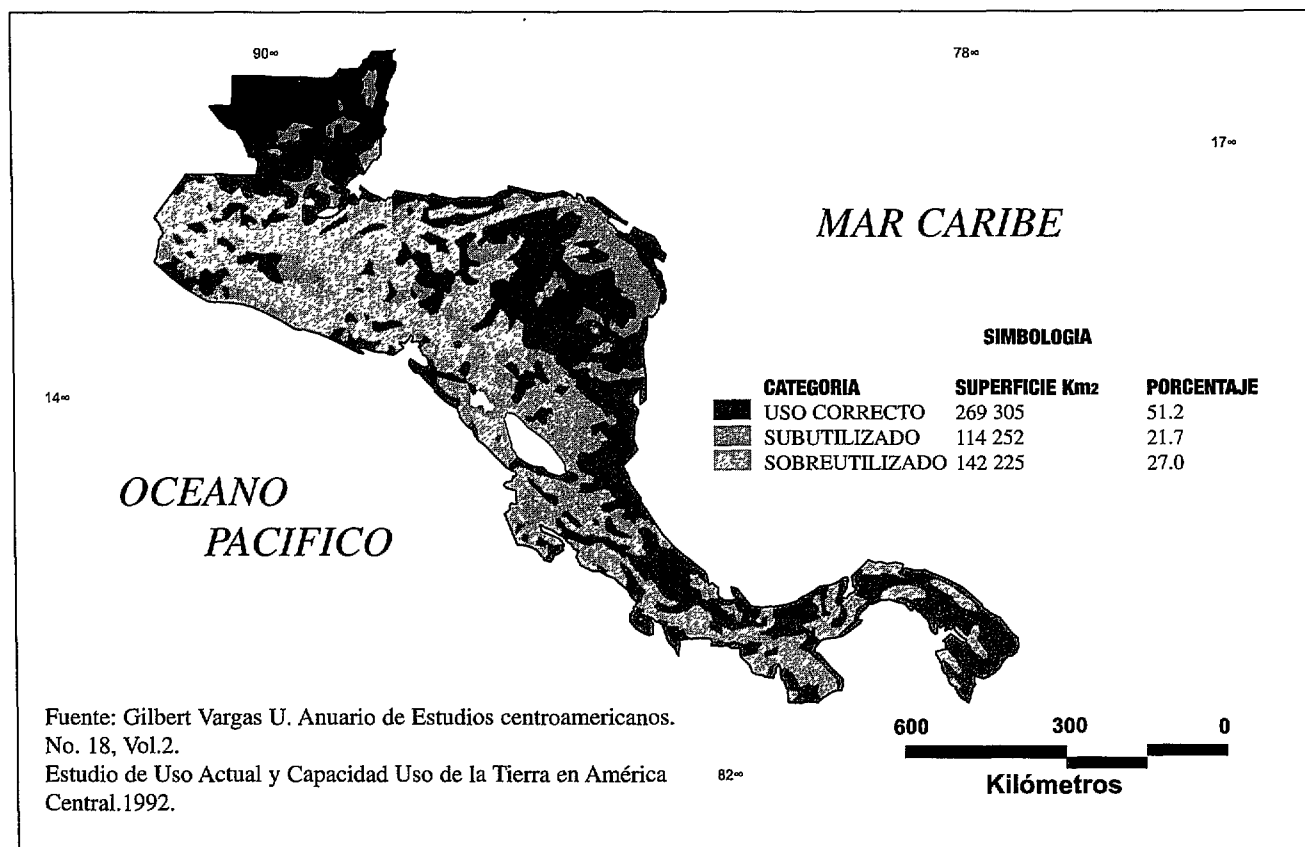 90∞
78∞
17∞
MAR CARIBE
SIMBOLOGIA
CATEGORIA SUPERFICIE Km2 PORCENTAJE
USO CORRECTO 269 305 51.2
SUBUTILIZADO 114 252 21.7
SOBREUTILIZADO 142 225 27.0
14∞
OCEANO
PACIFICO
Fuente: Gilbert Vargas U. Anuario de Estudios centroamericanos.
No. 18, Vol.2.
Estudio de Uso Actual y Capacidad Uso de la Tierra en América
Central.1992.
82∞
600 300 0
Kilómetros